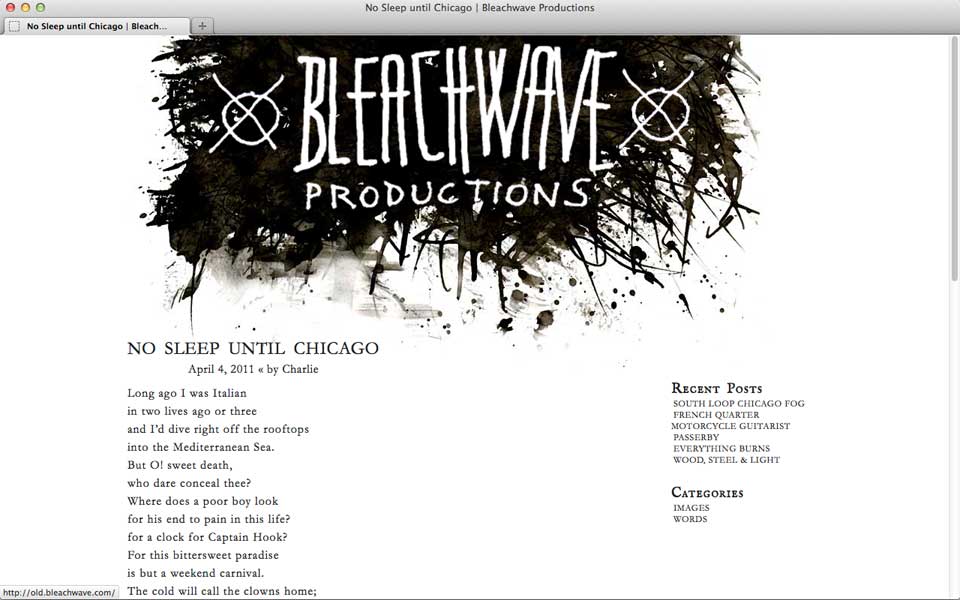 No Sleep until Chicago | Bleachwave Productions
No Sleep until Chicago | Bleach...
BLEACHWAVE
PRODUCTIONS
NO SLEEP UNTIL CHICAGO
April 4, 2011 « by Charlie
Long ago I was Italian
in two lives ago or three
and I'd dive right off the rooftops
into the Mediterranean Sea.
But O! sweet death,
who dare conceal thee?
Where does a poor boy look
for his end to pain in this life?
for a clock for Captain Hook?
For this bittersweet paradise
is but a weekend carnival.
The cold will call the clowns home;
Recent Posts
SOUTH LOOP CHICAGO FOG
FRENCH QUARTER
MOTORCYCLE GUITARIST
PASSERBY
EVERYTHING BURNS
WOOD, STEEL & LIGHT
Categories
IMAGES
WORDS
http://old.bleachwave.com/